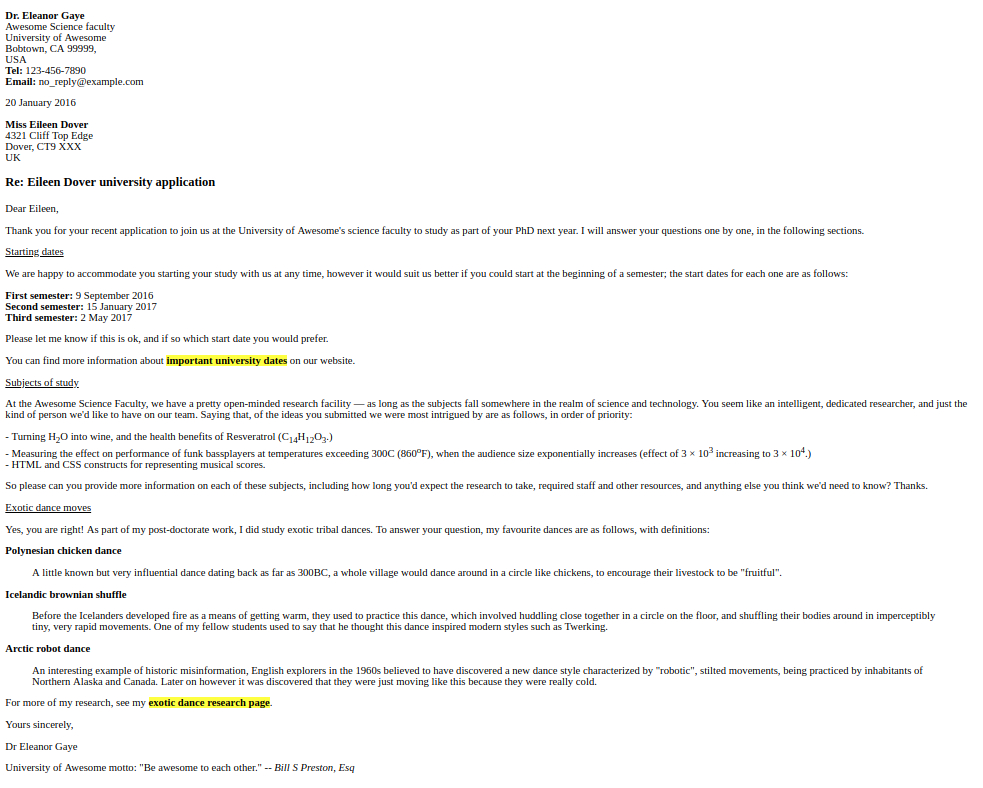 Dr. Eleanor Gaye
Awesome Science faculty
University of Awesome
Bobtown, CA 99999,
USA
Tel: 123-456-7890
Email: no_reply@example.com
20 January 2016
Miss Eileen Dover
4321 Cliff Top Edge
Dover, CT9 XXX
UK
Re: Eileen Dover university application
Dear Eileen,
Thank you for your recent application to join us at the University of Awesome's science faculty to study as part of your PhD next year. I will answer your questions one by one, in the following sections.
Starting dates
We are happy to accommodate you starting your study with us at any time, however it would suit us better if you could start at the beginning of a semester; the start dates for each one are as follows:
First semester: 9 September 2016
Second semester: 15 January 2017
Third semester: 2 May 2017
Please let me know if this is ok, and if so which start date you would prefer.
You can find more information about important university dates on our website.
Subjects of study
At the Awesome Science Faculty, we have a pretty open-minded research facility — as long as the subjects fall somewhere in the realm of science and technology. You seem like an intelligent, dedicated researcher, and just the
kind of person we'd like to have on our team. Saying that, of the ideas you submitted we were most intrigued by are as follows, in order of priority:
- Turning H₂O into wine, and the health benefits of Resveratrol (C₁₄H₁₂O₃.)
- Measuring the effect on performance of funk bassplayers at temperatures exceeding 300C (860⁰F), when the audience size exponentially increases (effect of 3 × 10³ increasing to 3 × 10⁴.)
- HTML and CSS constructs for representing musical scores.
So please can you provide more information on each of these subjects, including how long you'd expect the research to take, required staff and other resources, and anything else you think we'd need to know? Thanks.
Exotic dance moves
Yes, you are right! As part of my post-doctorate work, I did study exotic tribal dances. To answer your question, my favourite dances are as follows, with definitions:
Polynesian chicken dance
A little known but very influential dance dating back as far as 300BC, a whole village would dance around in a circle like chickens, to encourage their livestock to be "fruitful".
Icelandic brownian shuffle
Before the Icelanders developed fire as a means of getting warm, they used to practice this dance, which involved huddling close together in a circle on the floor, and shuffling their bodies around in imperceptibly
tiny, very rapid movements. One of my fellow students used to say that he thought this dance inspired modern styles such as Twerking.
Arctic robot dance
An interesting example of historic misinformation, English explorers in the 1960s believed to have discovered a new dance style characterized by "robotic", stilted movements, being practiced by inhabitants of
Northern Alaska and Canada. Later on however it was discovered that they were just moving like this because they were really cold.
For more of my research, see my exotic dance research page.
Yours sincerely,
Dr Eleanor Gaye
University of Awesome motto: "Be awesome to each other." -- Bill S Preston, Esq